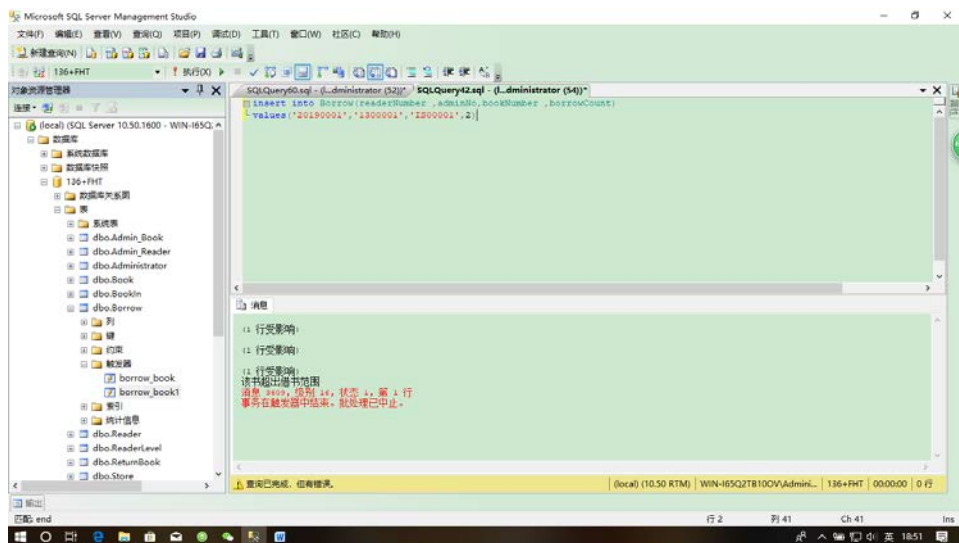 Microsoft SQL Server Management Studio
文件(F) 编辑(E) 查看(V) 查询(Q) 项目(P) 调试(D) 工具(T) 窗口(W) 社区(C) 帮助(H)
新建查询(N)
136+FHT 执行(X)
对象资源管理器
连接
(local) (SQL Server 10.50.1600 - WIN-I65Q
数据库
系统数据库
数据库快照
136+FHT
数据库关系图
表
系统表
dbo.Admin_Book
dbo.Admin_Reader
dbo.Administrator
dbo.Book
dbo.BookIn
dbo.Borrow
列
键
约束
触发器
borrow_book
borrow_book1
索引
统计信息
dbo.Reader
dbo.ReaderLevel
dbo.ReturnBook
dbo.Store
SQLQuery60.sql - (l...dministrator (52))* SQLQuery42.sql - (l...dministrator (54))*
insert into Borrow(readerNumber ,adminNo,bookNumber ,borrowCount)
values('20190001','1300001','IS00001',2)
消息
(1 行受影响)
(1 行受影响)
(1 行受影响)
该书超出借书范围
消息 3609，级别 16，状态 1，第 1 行
事务在触发器中结束。批处理已中止。
查询已完成，但有错误。 (local) (10.50 RTM) WIN-I65Q2TB10OV\Admini... 136+FHT 00:00:00 0 行
输出
匹配: end 行 2 列 41 Ch 41 Ins
英 18:51